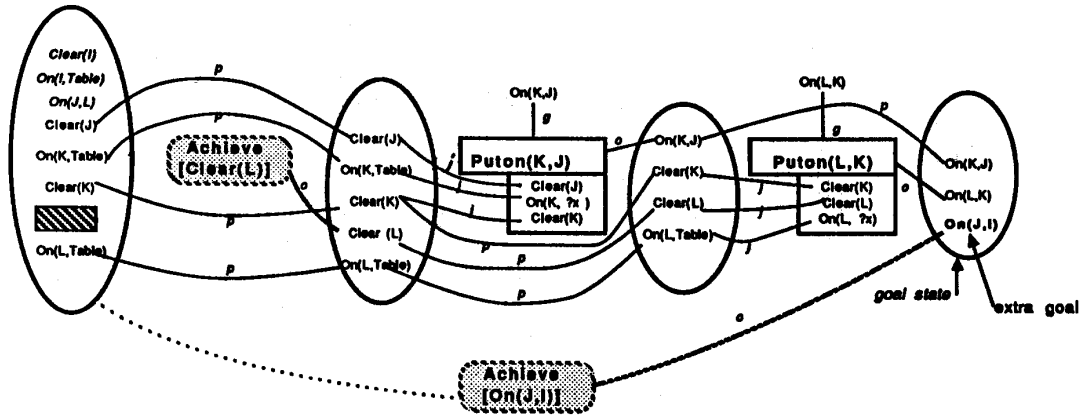 Clear(I)
On(I,Table)
On(J,L)
Clear(J)
On(K,Table)
Clear(K)
On(L,Table)
p
p
p
p
Achieve
[Clear(L)]
o
Clear(J)
On(K,Table)
Clear(K)
Clear (L)
On(L,Table)
On(K,J)
g
Puton(K,J)
Clear(J)
On(K, ?x )
Clear(K)
j
j
j
o
p
p
p
On(K,J)
Clear(K)
Clear(L)
On(L,Table)
On(L,K)
g
Puton(L,K)
Clear(K)
Clear(L)
On(L, ?x)
j
j
j
p
o
On(K,J)
On(L,K)
On(J,I)
goal state
extra goal
o
Achieve
[On(J,I)]